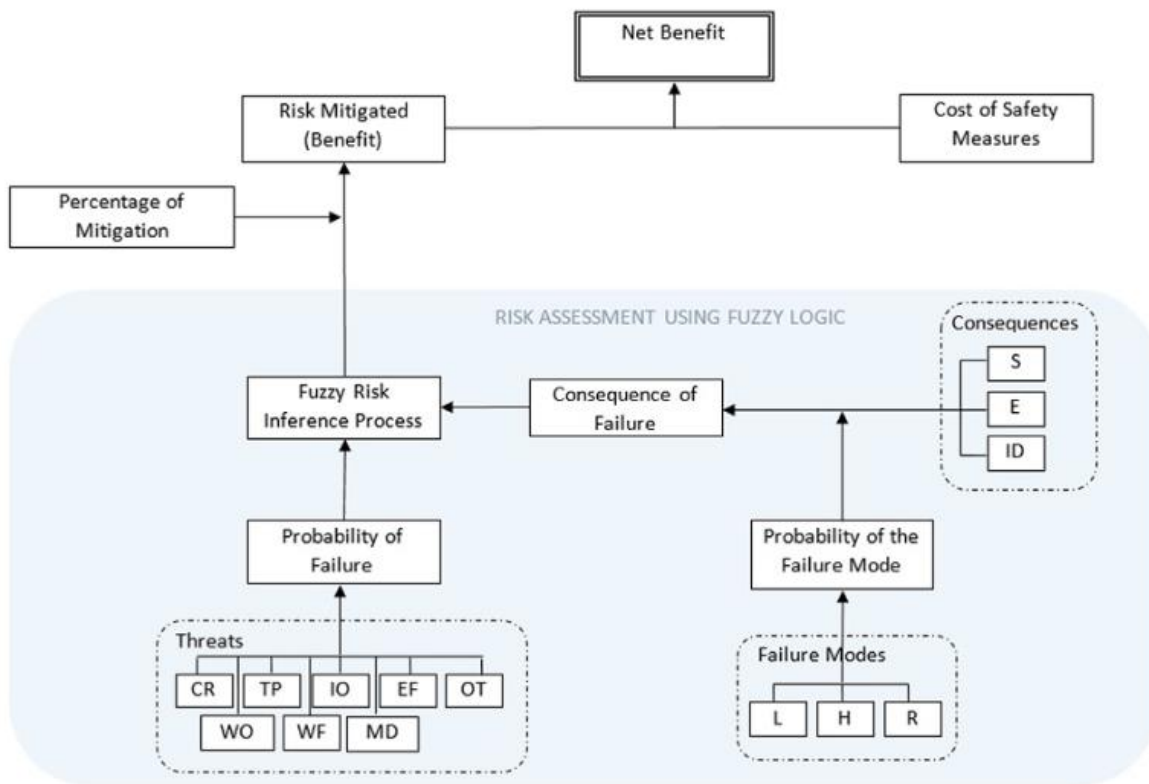 Net Benefit
Risk Mitigated
(Benefit)
Cost of Safety
Measures
Percentage of
Mitigation
RISK ASSESSMENT USING FUZZY LOGIC
Consequences
S
E
ID
Fuzzy Risk
Inference Process
Consequence of
Failure
Probability of
Failure
Probability of the
Failure Mode
Threats
CR TP IO EF OT
WO WF MD
Failure Modes
L H R